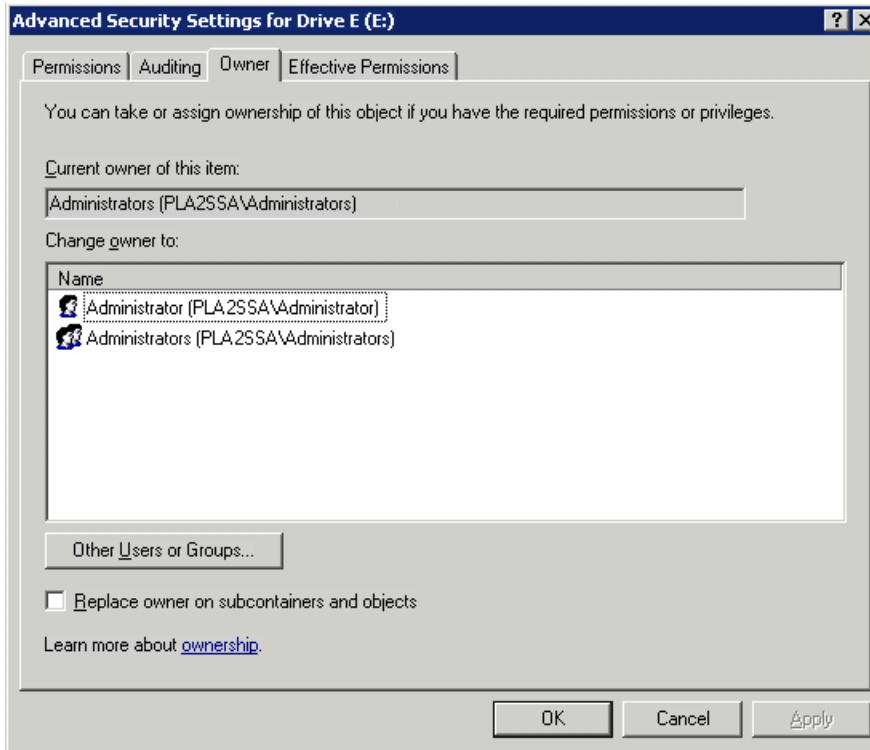 Advanced Security Settings for Drive E (E:)
Permissions Auditing Owner Effective Permissions
You can take or assign ownership of this object if you have the required permissions or privileges.
Current owner of this item:
Administrators (PLA2SSA\Administrators)
Change owner to:
Name
Administrator (PLA2SSA\Administrator)
Administrators (PLA2SSA\Administrators)
Other Users or Groups...
Replace owner on subcontainers and objects
Learn more about ownership.
OK Cancel Apply